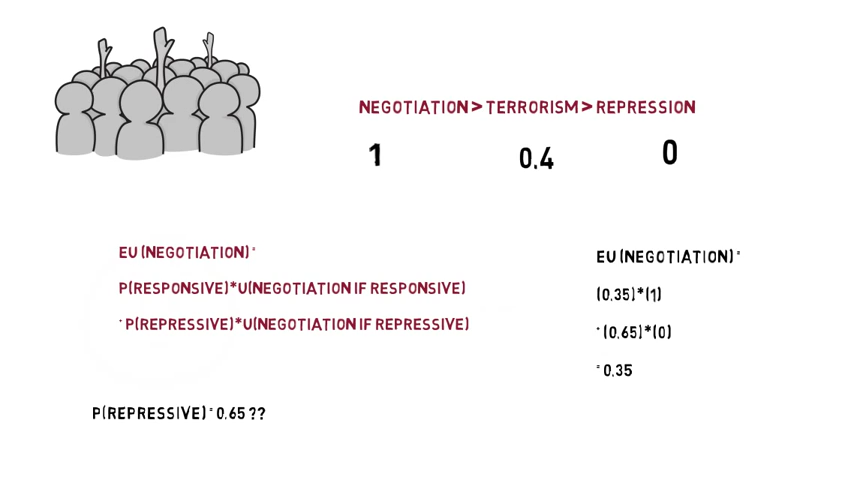 NEGOTIATION > TERRORISM > REPRESSION
1 0.4 0
EU (NEGOTIATION) =
P(RESPONSIVE)*U(NEGOTIATION IF RESPONSIVE)
+ P(REPRESSIVE)*U(NEGOTIATION IF REPRESSIVE)
P(REPRESSIVE) = 0.65 ??
EU (NEGOTIATION) =
(0.35)*(1)
+ (0.65)*(0)
= 0.35